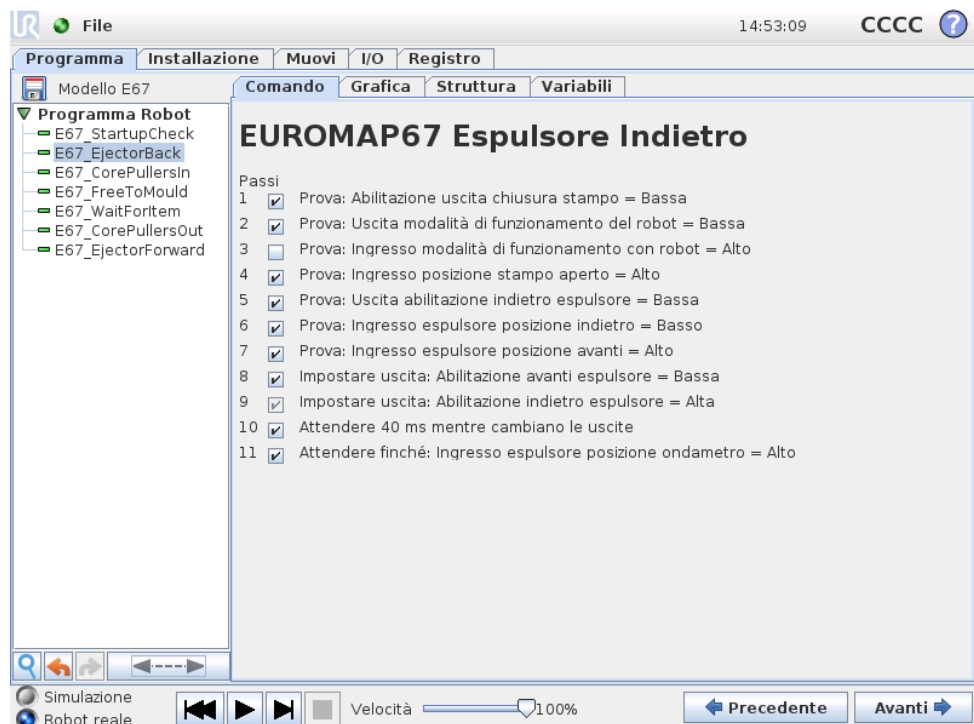 UR File 14:53:09 CCCC ?
Programma Installazione Muovi I/O Registro
Modello E67
Comando Grafica Struttura Variabili
Programma Robot
E67_StartupCheck
E67_EjectorBack
E67_CorePullersIn
E67_FreeToMould
E67_WaitForItem
E67_CorePullersOut
E67_EjectorForward
EUROMAP67 Espulsore Indietro
Passi
1 Prova: Abilitazione uscita chiusura stampo = Bassa
2 Prova: Uscita modalità di funzionamento del robot = Bassa
3 Prova: Ingresso modalità di funzionamento con robot = Alto
4 Prova: Ingresso posizione stampo aperto = Alto
5 Prova: Uscita abilitazione indietro espulsore = Bassa
6 Prova: Ingresso espulsore posizione indietro = Basso
7 Prova: Ingresso espulsore posizione avanti = Alto
8 Impostare uscita: Abilitazione avanti espulsore = Bassa
9 Impostare uscita: Abilitazione indietro espulsore = Alta
10 Attendere 40 ms mentre cambiano le uscite
11 Attendere finché: Ingresso espulsore posizione ondametro = Alto
Simulazione
Robot reale
Velocità 100%
Precedente
Avanti